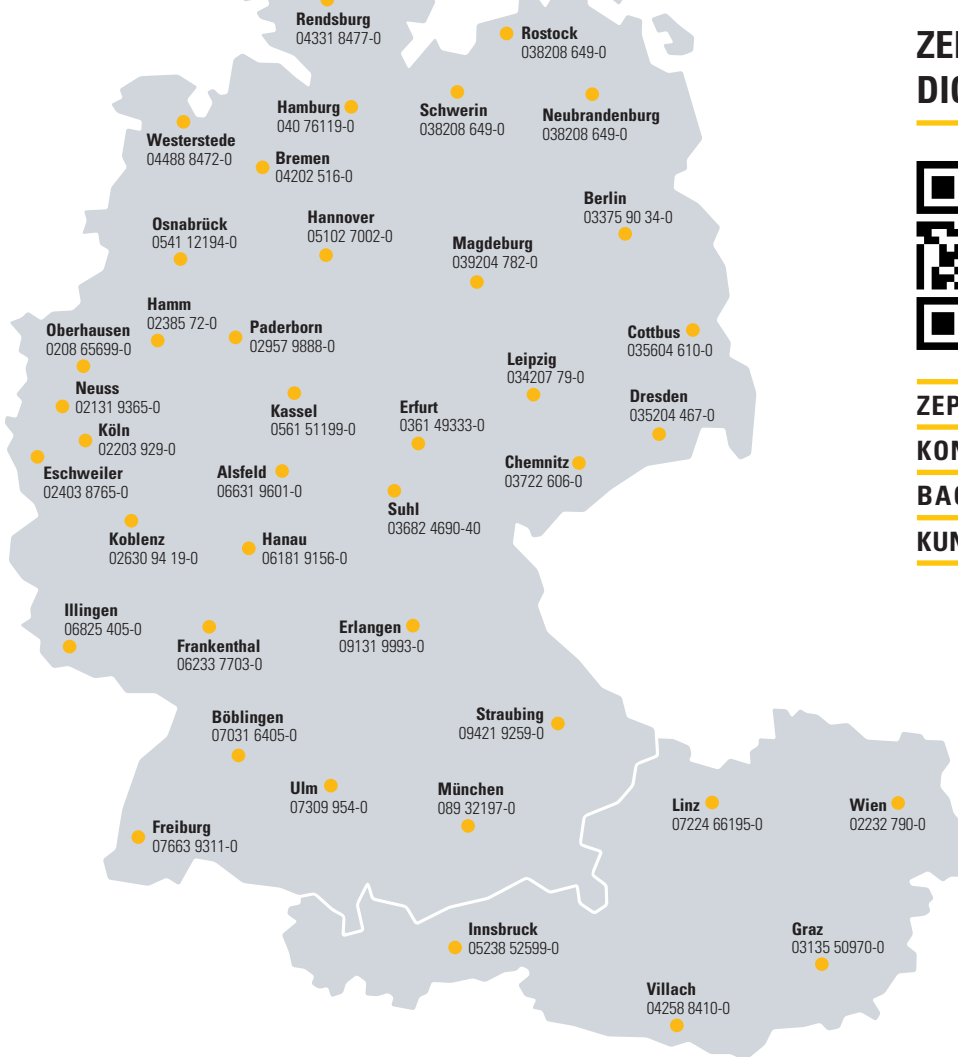 Rendsburg
04331 8477-0
Rostock
038208 649-0
Hamburg
040 76119-0
Schwerin
038208 649-0
Neubrandenburg
038208 649-0
Westerstede
04488 8472-0
Bremen
04202 516-0
Berlin
03375 90 34-0
Osnabrück
0541 12194-0
Hannover
05102 7002-0
Magdeburg
039204 782-0
Hamm
02385 72-0
Oberhausen
0208 65699-0
Paderborn
02957 9888-0
Cottbus
035604 610-0
Leipzig
034207 79-0
Neuss
02131 9365-0
Kassel
0561 51199-0
Erfurt
0361 49333-0
Dresden
035204 467-0
Köln
02203 929-0
Eschweiler
02403 8765-0
Alsfeld
06631 9601-0
Chemnitz
03722 606-0
Suhl
03682 4690-40
Koblenz
02630 94 19-0
Hanau
06181 9156-0
Illingen
06825 405-0
Frankenthal
06233 7703-0
Erlangen
09131 9993-0
Böblingen
07031 6405-0
Straubing
09421 9259-0
Ulm
07309 954-0
München
089 32197-0
Freiburg
07663 9311-0
Linz
07224 66195-0
Wien
02232 790-0
Innsbruck
05238 52599-0
Graz
03135 50970-0
Villach
04258 8410-0
ZEP
KON
KUN